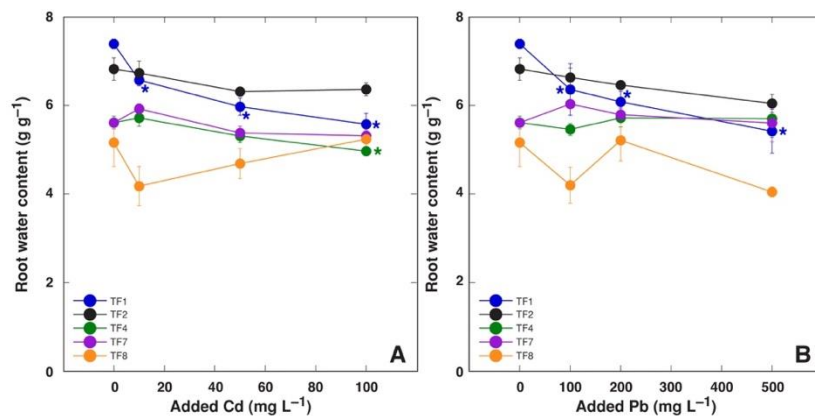 8
6
4
2
0
Root water content (g g⁻¹)
*
*
*
*
TF1
TF2
TF4
TF7
TF8
A
0 20 40 60 80 100
Added Cd (mg L⁻¹)
8
6
4
2
0
Root water content (g g⁻¹)
*
*
*
TF1
TF2
TF4
TF7
TF8
B
0 100 200 300 400 500
Added Pb (mg L⁻¹)